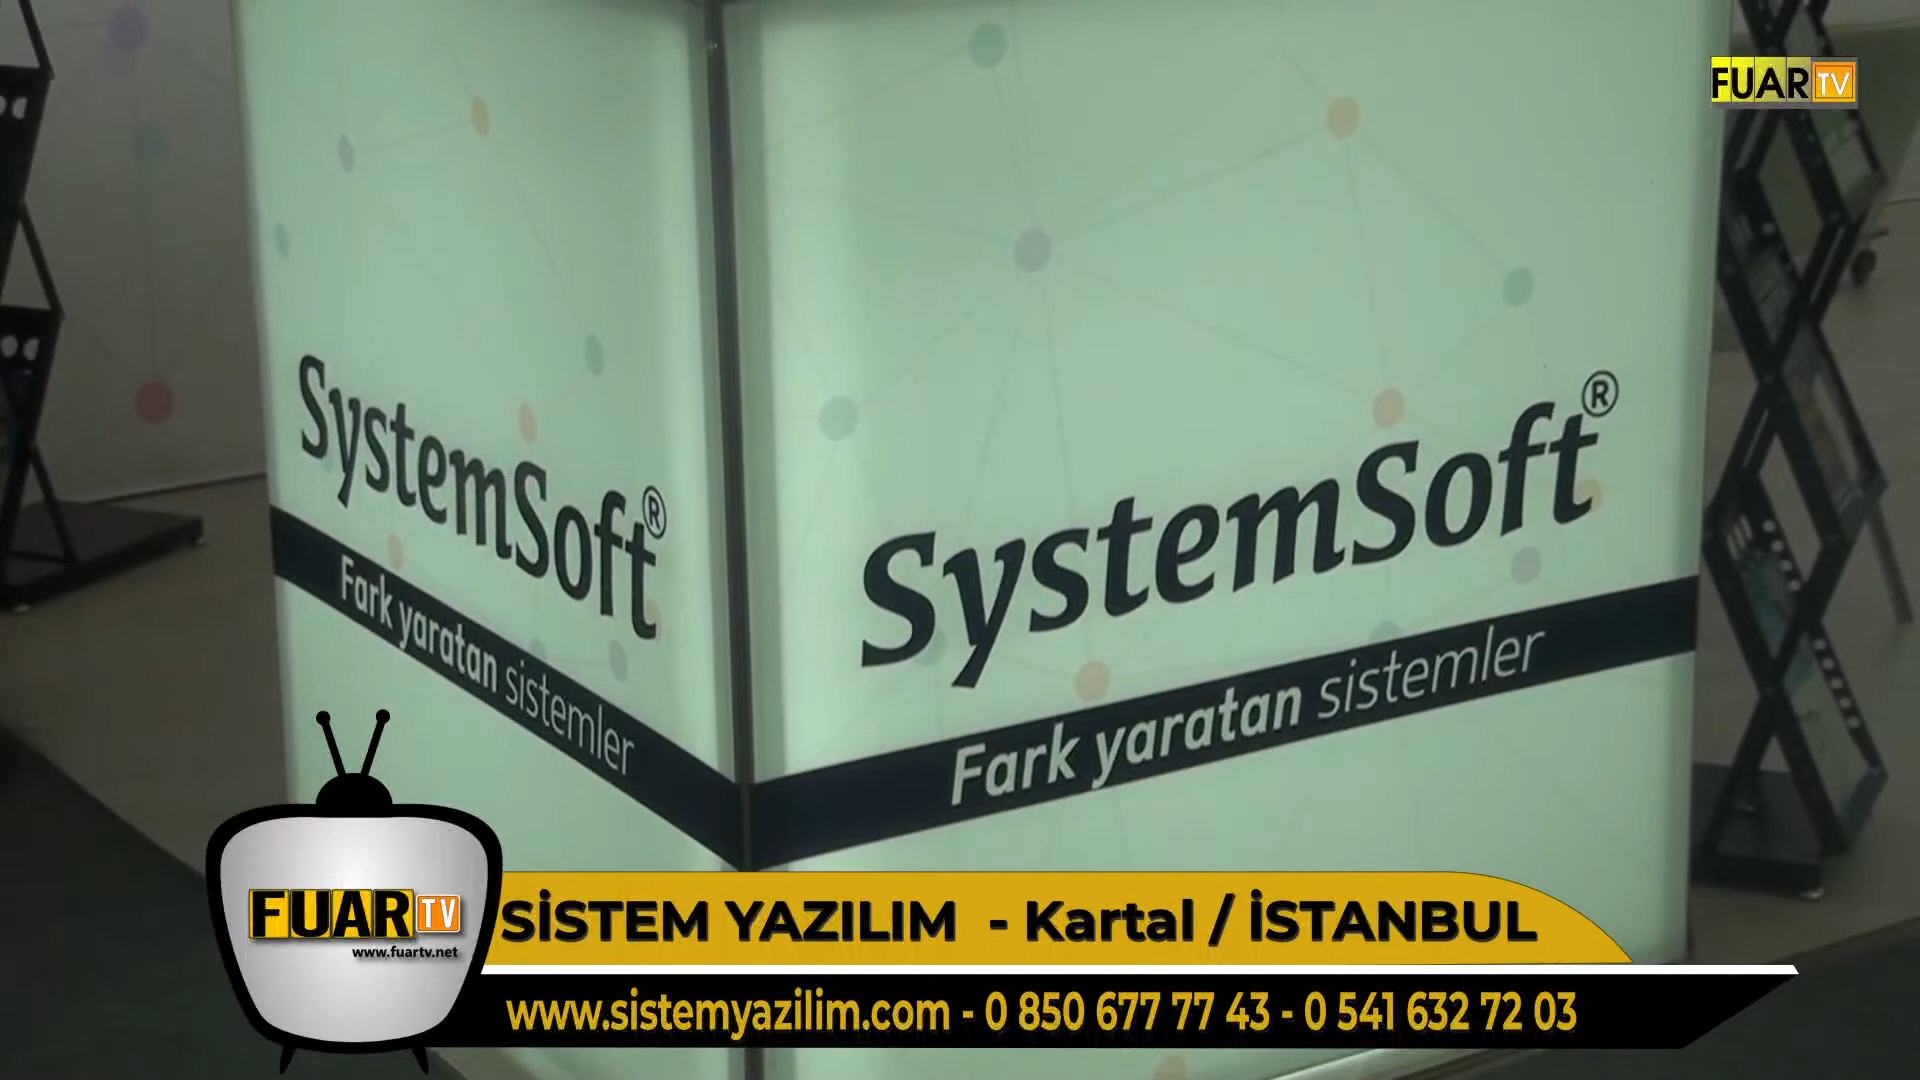 FUAR TV
SystemSoft®
Fark yaratan sistemler
SystemSoft®
Fark yaratan sistemler
FUAR TV
www.fuartv.net
SİSTEM YAZILIM - Kartal / İSTANBUL
www.sistemyazilim.com - 0 850 677 77 43 - 0 541 632 72 03